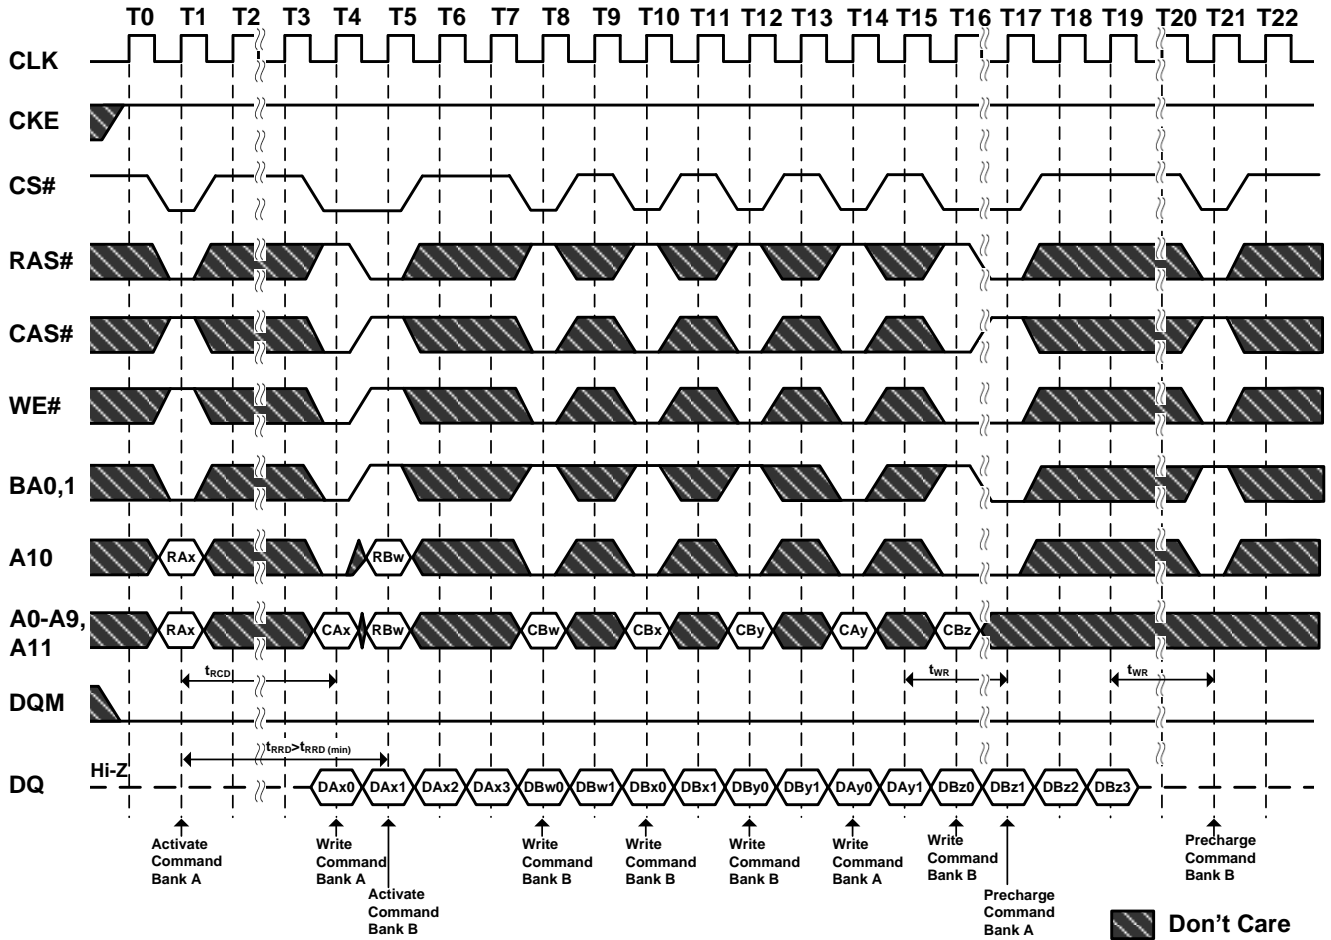 T0 T1 T2 T3 T4 T5 T6 T7 T8 T9 T10 T11 T12 T13 T14 T15 T16 T17 T18 T19 T20 T21 T22
CLK
CKE
CS#
RAS#
CAS#
WE#
BA0,1
A10 RAx RBw
A0-A9,
A11
RAx CAx RBw CBw CBx CBy CAy CBz
tRCD tWR tWR
DQM
tRRD>tRRD (min)
Hi-Z
DQ DAx0 DAx1 DAx2 DAx3 DBw0 DBw1 DBx0 DBx1 DBy0 DBy1 DAy0 DAy1 DBz0 DBz1 DBz2 DBz3
Activate
Command
Bank A
Write
Command
Bank A
Activate
Command
Bank B
Write
Command
Bank B
Write
Command
Bank B
Write
Command
Bank B
Write
Command
Bank A
Write
Command
Bank B
Precharge
Command
Bank A
Precharge
Command
Bank B
Don't Care